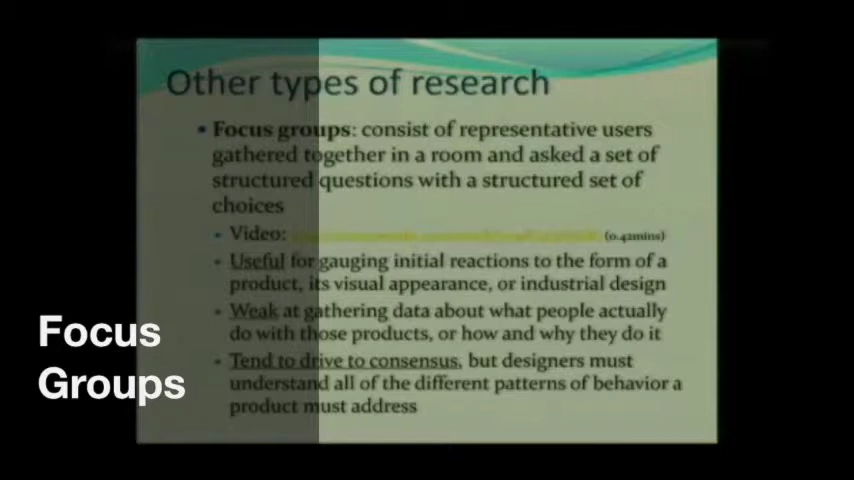 Other types of research
• Focus groups: consist of representative users
gathered together in a room and asked a set of
structured questions with a structured set of
choices
• Video: (0.42mins)
• Useful for gauging initial reactions to the form of a
product, its visual appearance, or industrial design
• Weak at gathering data about what people actually
do with those products, or how and why they do it
• Tend to drive to consensus, but designers must
understand all of the different patterns of behavior a
product must address
Focus
Groups